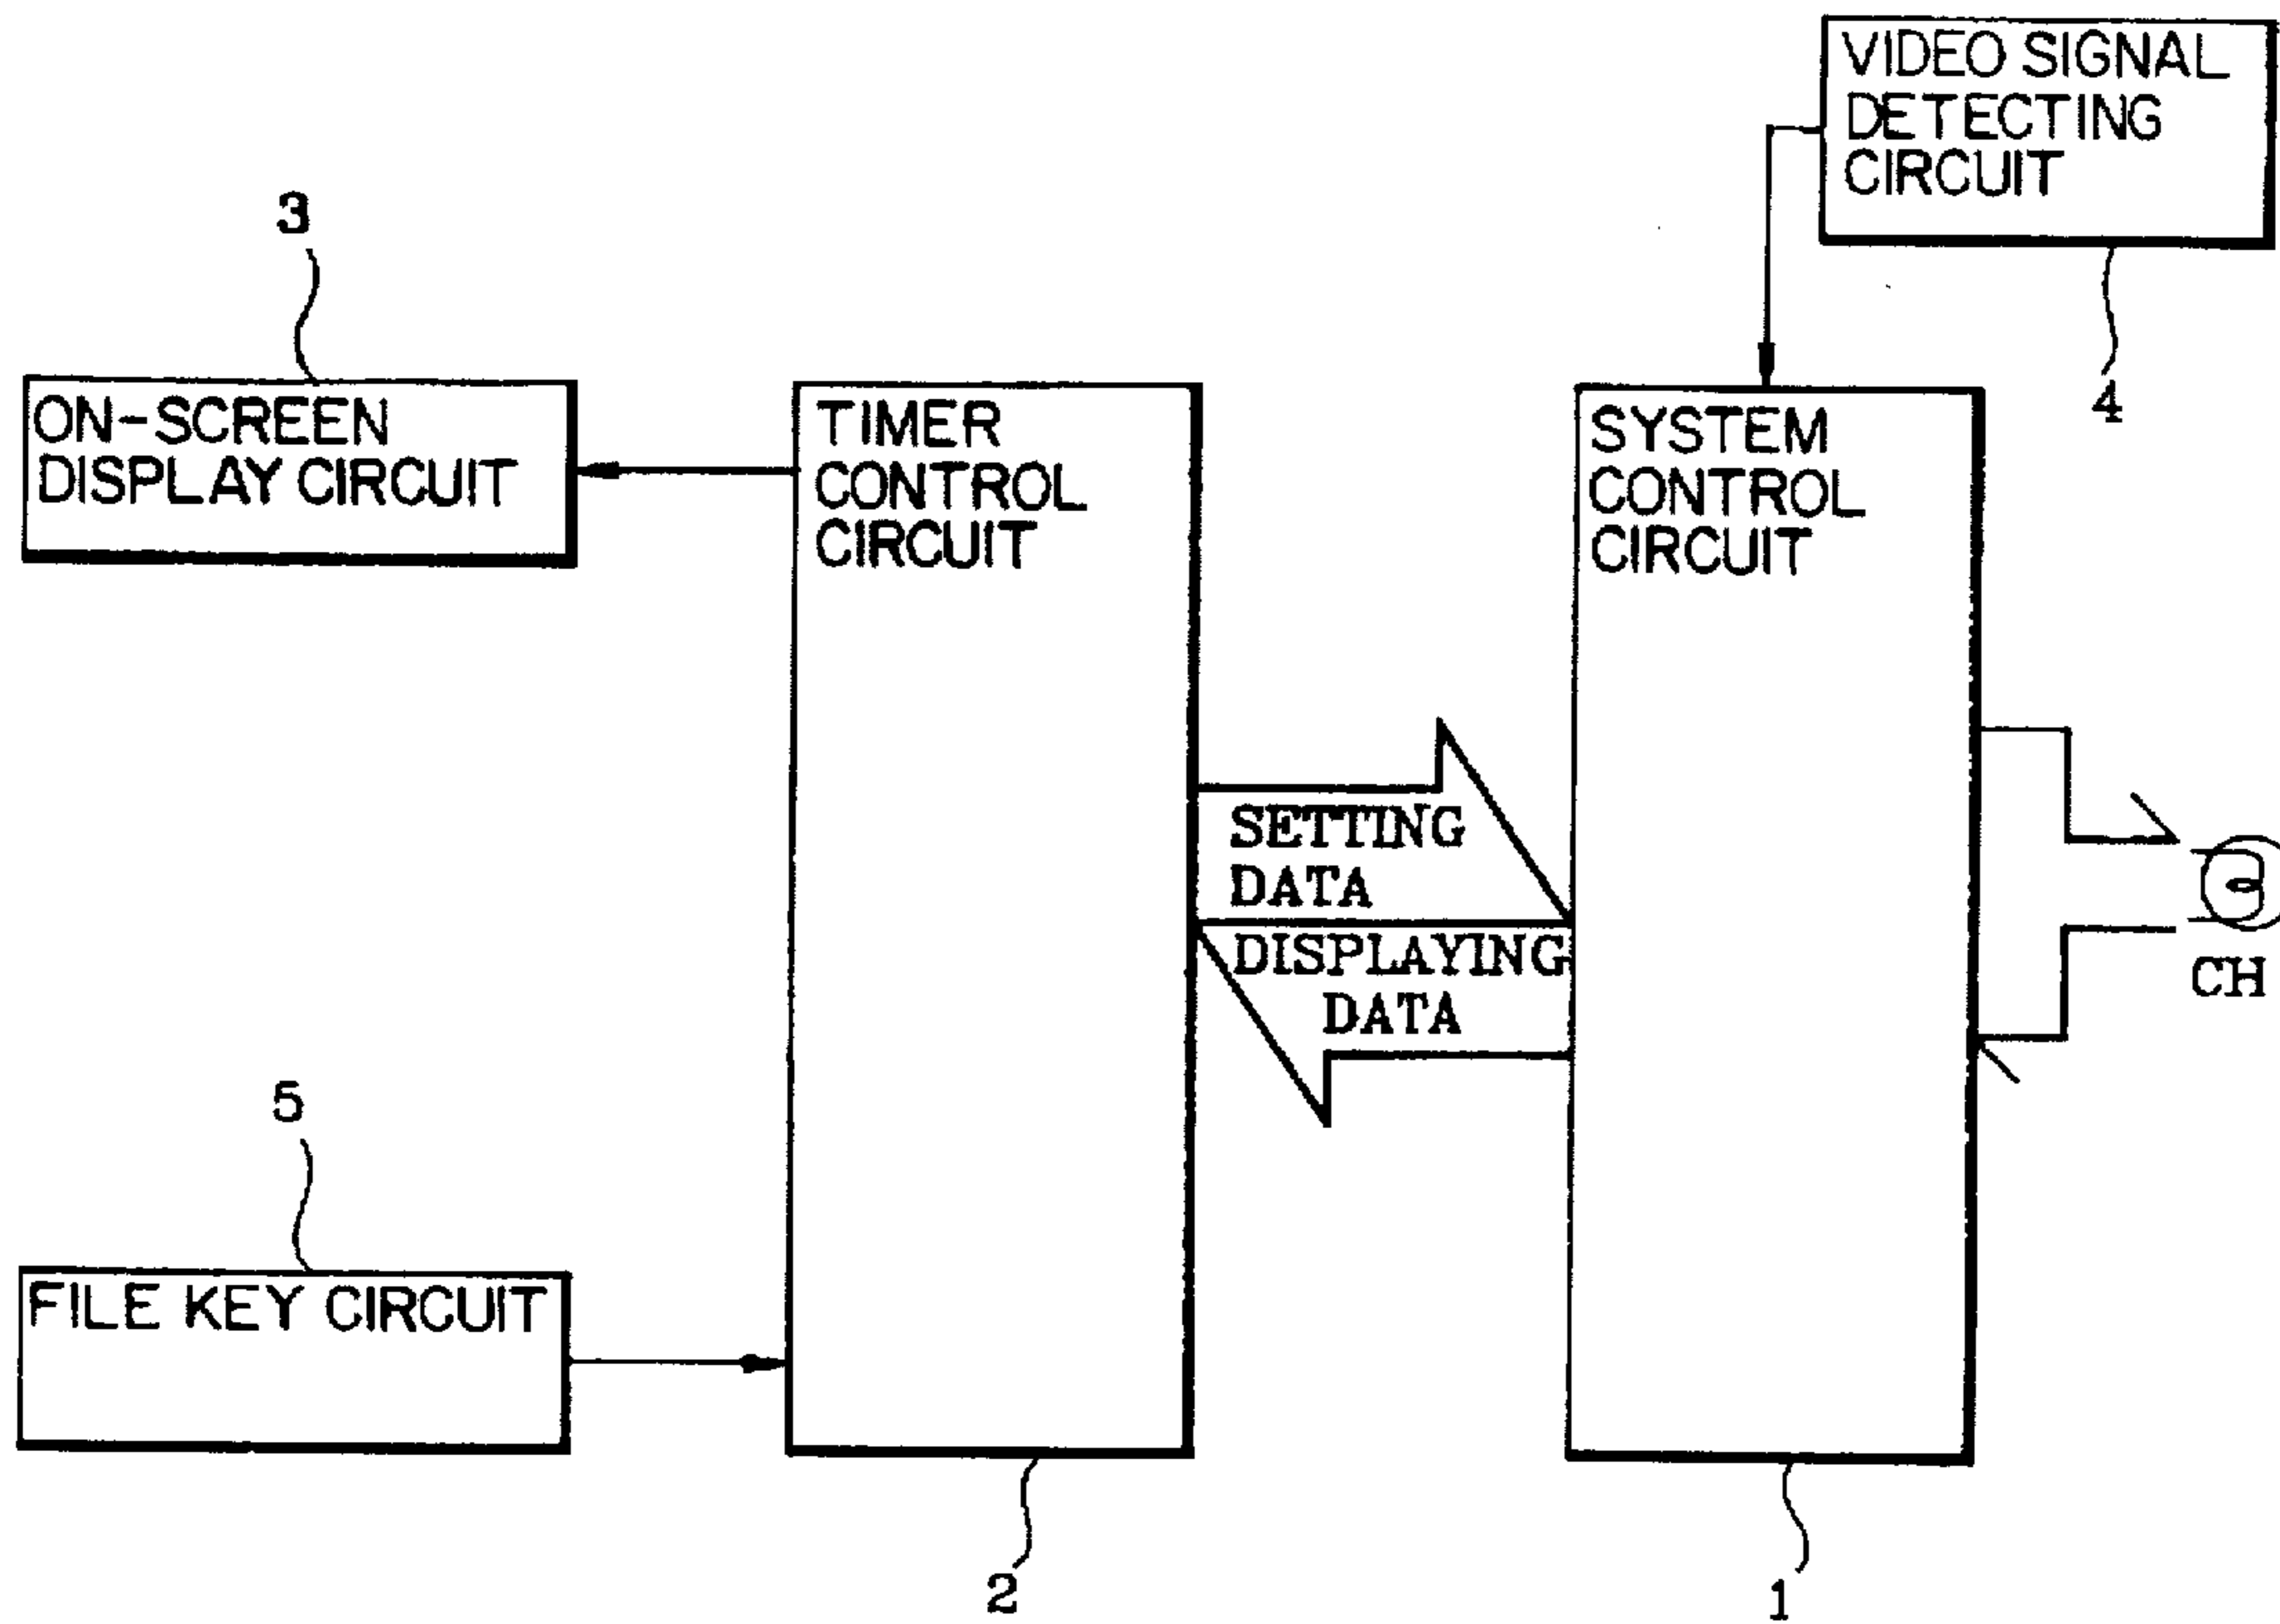 VIDEO SIGNAL
DETECTING
CIRCUIT
4
3
ON-SCREEN
DISPLAY CIRCUIT
TIMER
CONTROL
CIRCUIT
SYSTEM
CONTROL
CIRCUIT
SETTING
DATA
DISPLAYING
DATA
CH
5
FILE KEY CIRCUIT
2
1